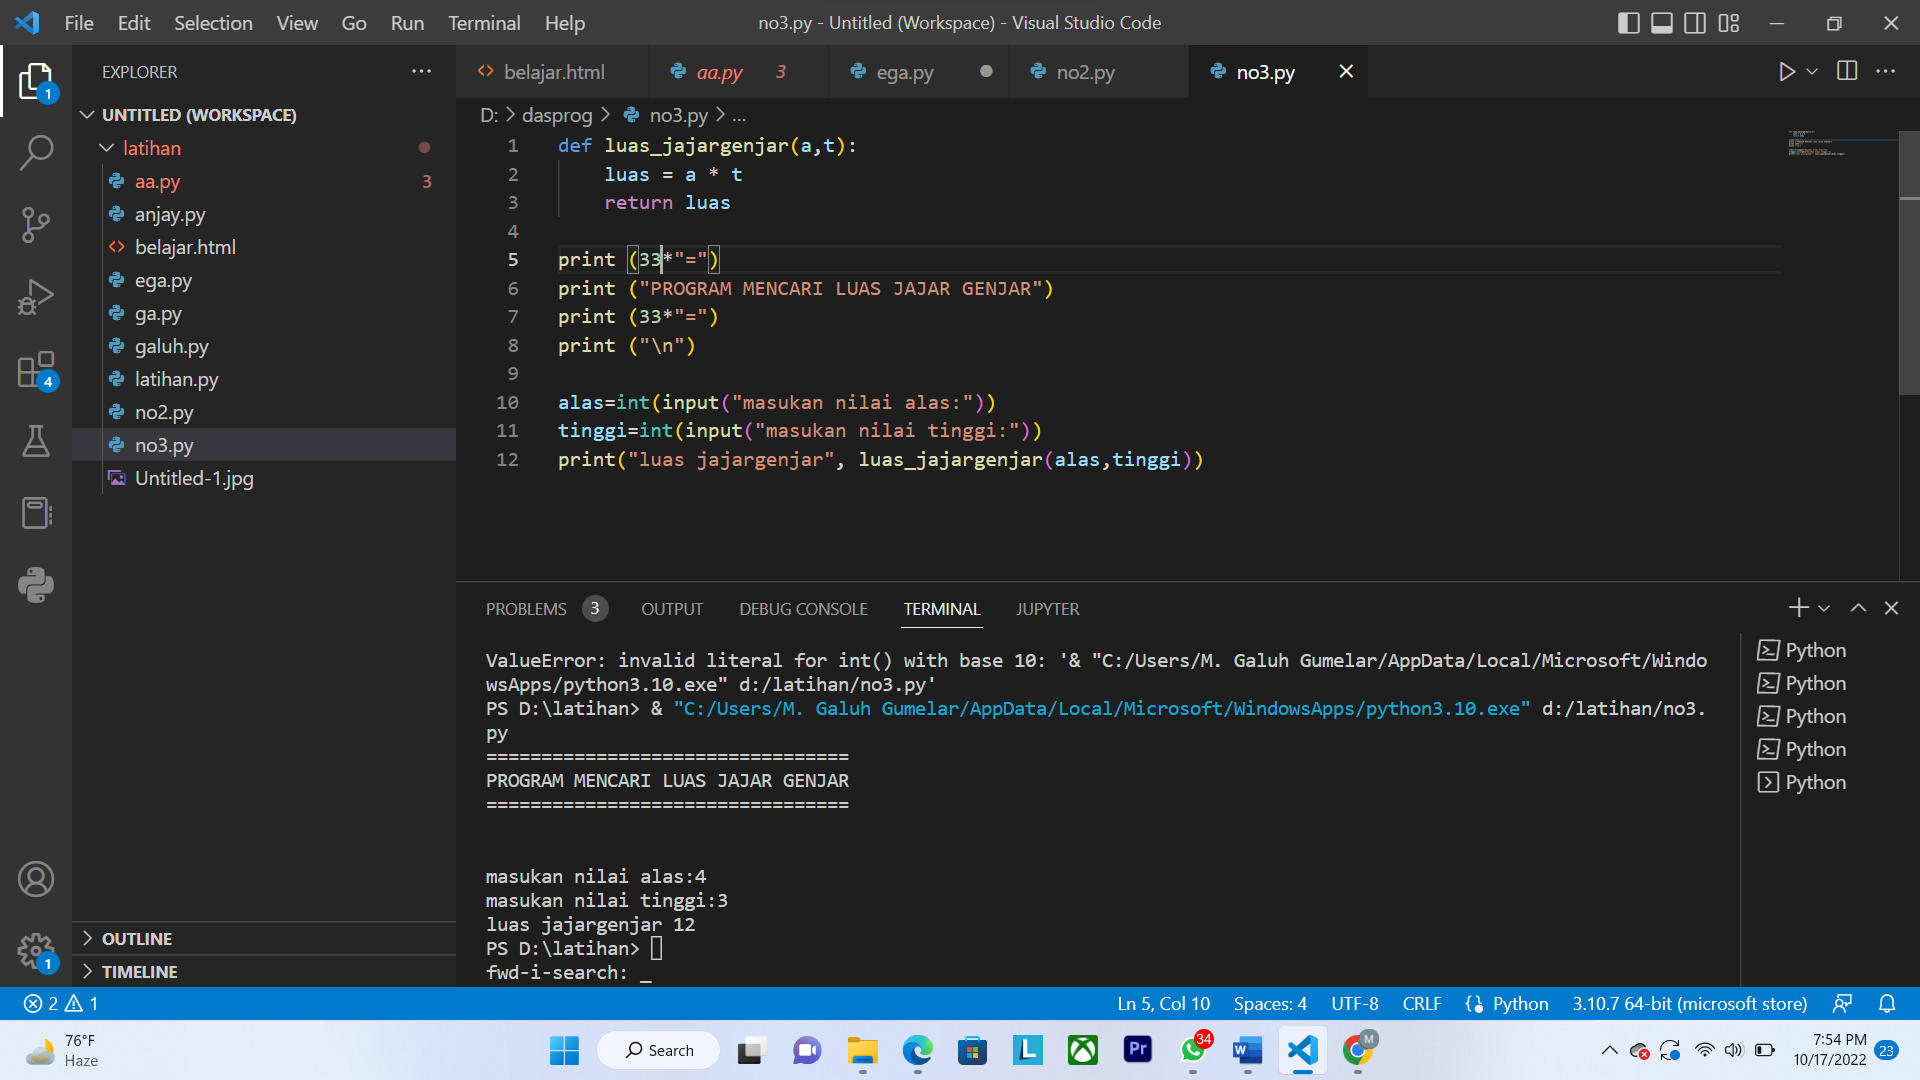 File Edit Selection View Go Run Terminal Help
no3.py - Untitled (Workspace) - Visual Studio Code
EXPLORER
UNTITLED (WORKSPACE)
latihan
aa.py 3
anjay.py
belajar.html
ega.py
ga.py
galuh.py
latihan.py
no2.py
no3.py
Untitled-1.jpg
OUTLINE
TIMELINE
1
4
1
belajar.html aa.py 3 ega.py no2.py no3.py
D: > dasprog > no3.py > ...
1 def luas_jajargenjar(a,t):
2 luas = a * t
3 return luas
4
5 print (33*"=")
6 print ("PROGRAM MENCARI LUAS JAJAR GENJAR")
7 print (33*"=")
8 print ("\n")
9
10 alas=int(input("masukan nilai alas:"))
11 tinggi=int(input("masukan nilai tinggi:"))
12 print("luas jajargenjar", luas_jajargenjar(alas,tinggi))
PROBLEMS 3 OUTPUT DEBUG CONSOLE TERMINAL JUPYTER
ValueError: invalid literal for int() with base 10: '& "C:/Users/M. Galuh Gumelar/AppData/Local/Microsoft/Windo
wsApps/python3.10.exe" d:/latihan/no3.py'
PS D:\latihan> & "C:/Users/M. Galuh Gumelar/AppData/Local/Microsoft/WindowsApps/python3.10.exe" d:/latihan/no3.
py
=================================
PROGRAM MENCARI LUAS JAJAR GENJAR
=================================
masukan nilai alas:4
masukan nilai tinggi:3
luas jajargenjar 12
PS D:\latihan>
fwd-i-search: _
Python
Python
Python
Python
Python
2 1
Ln 5, Col 10 Spaces: 4 UTF-8 CRLF Python 3.10.7 64-bit (microsoft store)
76°F
Haze
Search
L
Pr
34
W
M
7:54 PM
10/17/2022
23